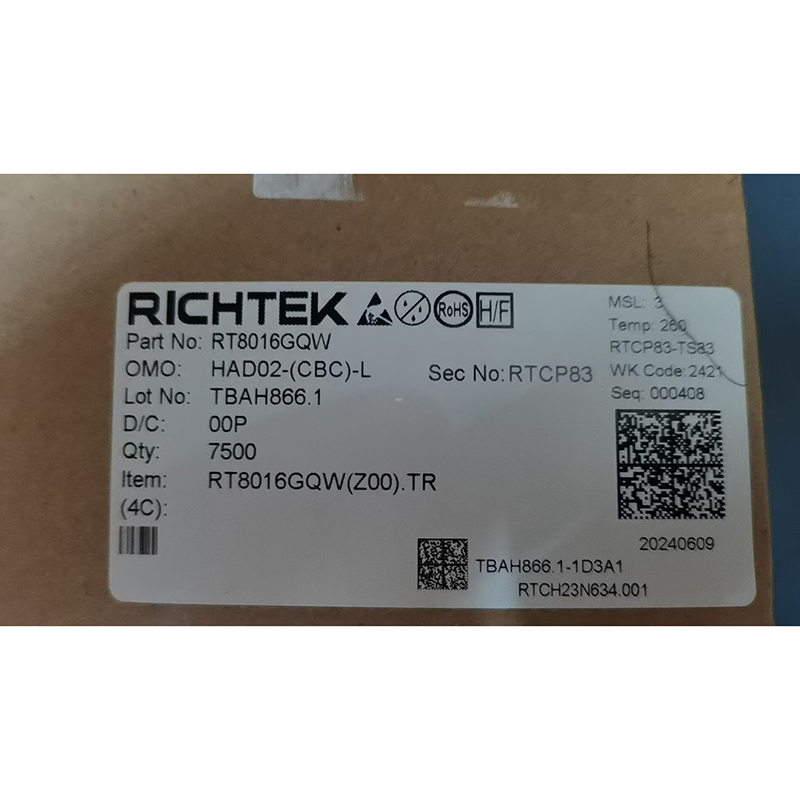 RICHTEK RoHS H/F
Part No: RT8016GQW
OMO: HAD02-(CBC)-L
Lot No: TBAH866.1
D/C: 00P
Qty: 7500
Item: RT8016GQW(Z00).TR
(4C):
Sec No: RTCP83
MSL: 3
Temp: 260
RTCP83-TS83
WK Code: 2421
Seq: 000408
20240609
TBAH866.1-1D3A1
RTCH23N634.001